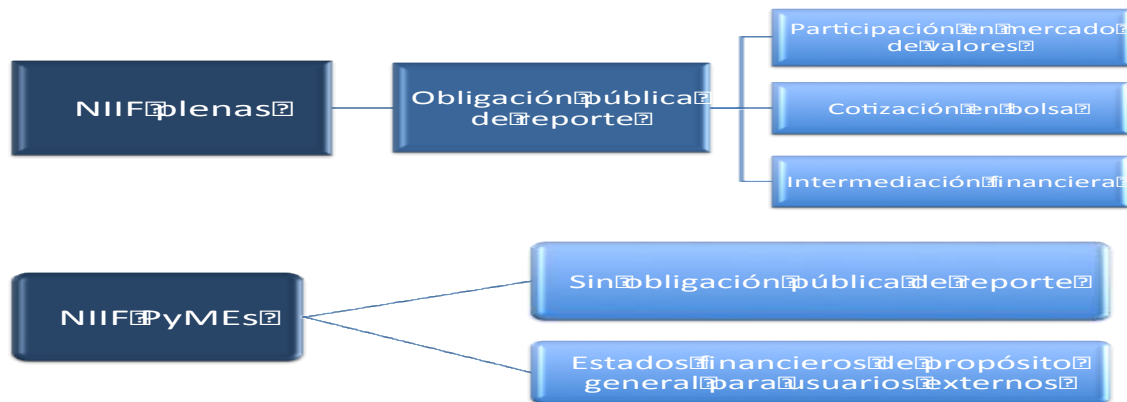 NIIF plenas
Obligación pública
de reporte
Participación en mercado
de valores
Cotización en bolsa
Intermediación financiera
NIIF PyMEs
Sin obligación pública de reporte
Estados financieros de propósito
general para usuarios externos